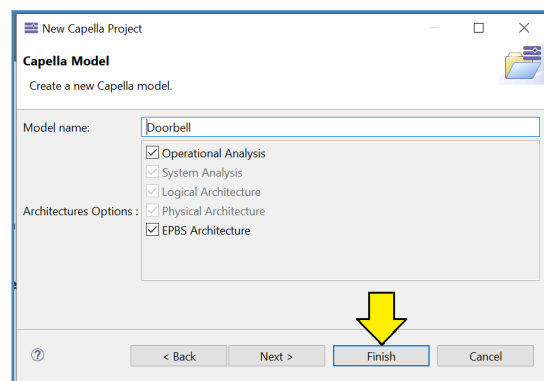 New Capella Project
Capella Model
Create a new Capella model.
Model name: Doorbell
Operational Analysis
System Analysis
Logical Architecture
Architectures Options : Physical Architecture
EPBS Architecture
? < Back Next > Finish Cancel